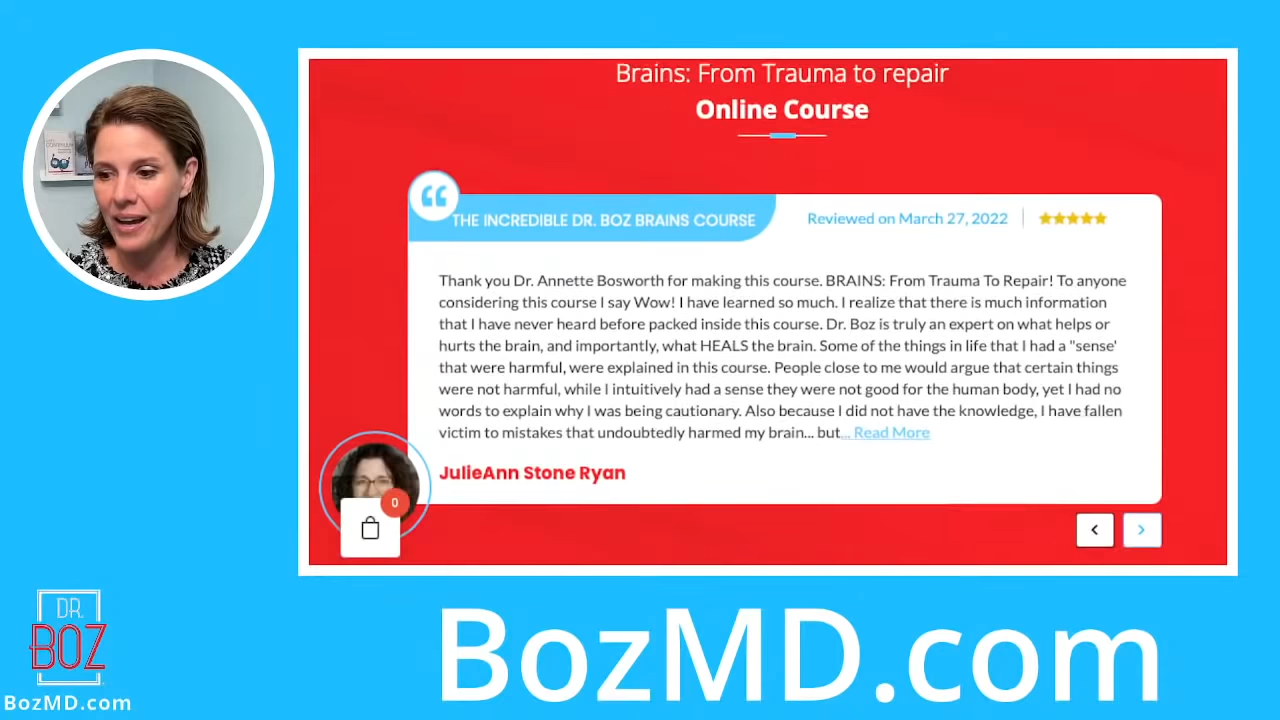 Brains: From Trauma to repair
Online Course
THE INCREDIBLE DR. BOZ BRAINS COURSE
Reviewed on March 27, 2022
Thank you Dr. Annette Bosworth for making this course. BRAINS: From Trauma To Repair! To anyone
considering this course I say Wow! I have learned so much. I realize that there is much information
that I have never heard before packed inside this course. Dr. Boz is truly an expert on what helps or
hurts the brain, and importantly, what HEALS the brain. Some of the things in life that I had a "sense'
that were harmful, were explained in this course. People close to me would argue that certain things
were not harmful, while I intuitively had a sense they were not good for the human body, yet I had no
words to explain why I was being cautionary. Also because I did not have the knowledge, I have fallen
victim to mistakes that undoubtedly harmed my brain... but... Read More
JulieAnn Stone Ryan
0
DR.
BOZ
BozMD.com
BozMD.com